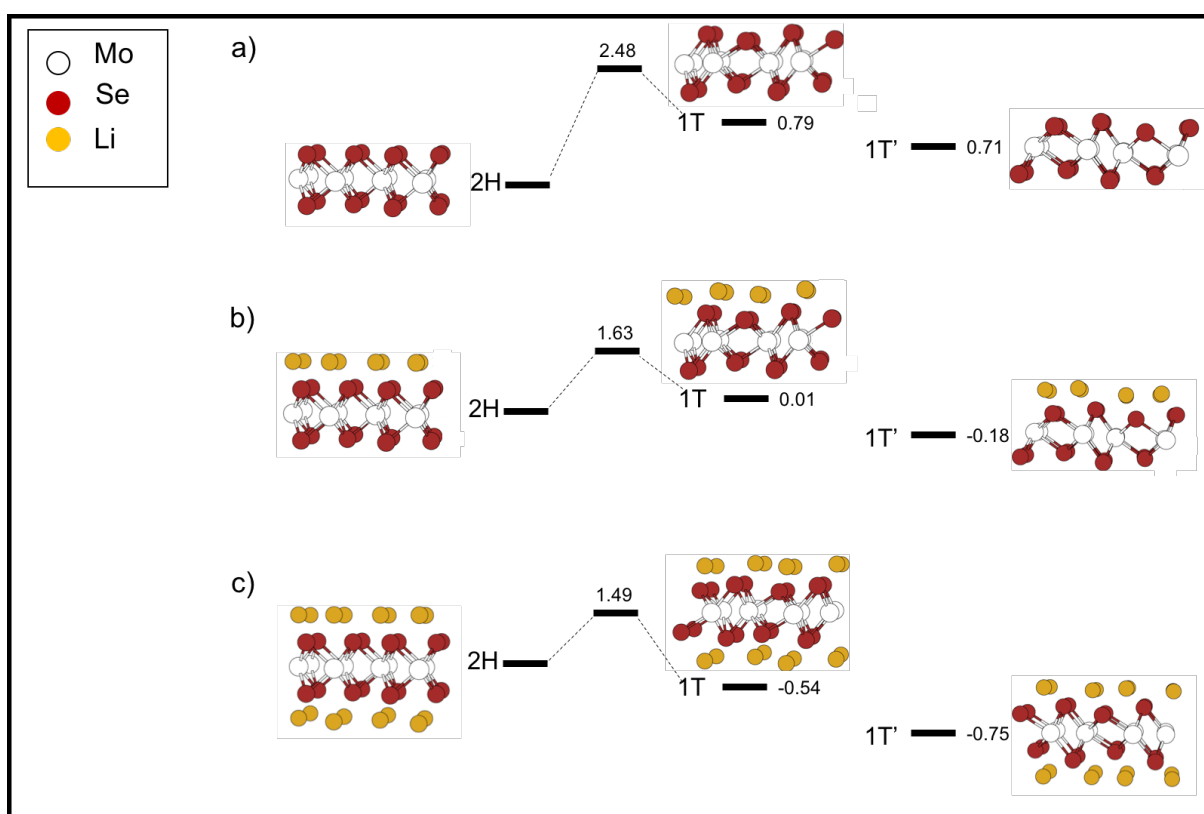 Mo
Se
Li
a)
2H
2.48
1T
0.79
1T’
0.71
b)
2H
1.63
1T
0.01
1T’
-0.18
c)
2H
1.49
1T
-0.54
1T’
-0.75